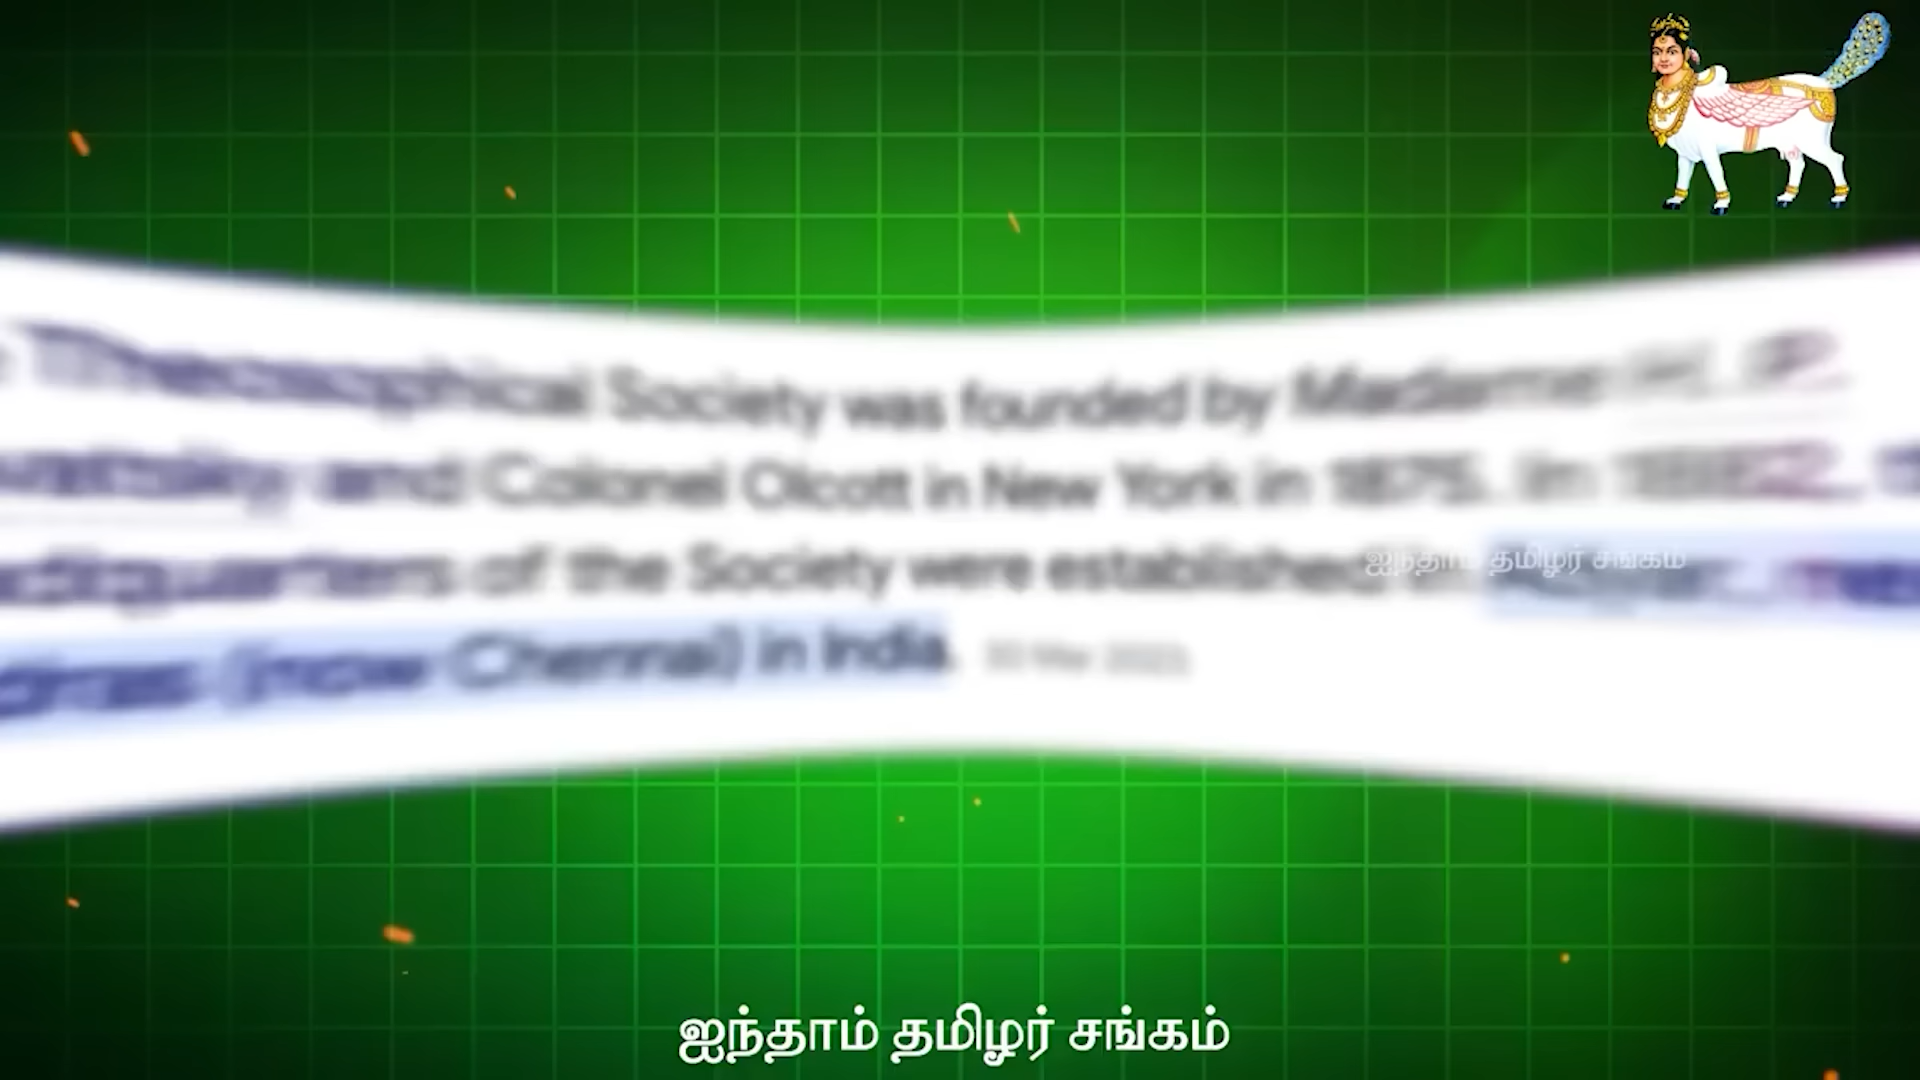 Theosophical Society was founded by Madame H. P.
and Colonel Olcott in New York in 1875. In 1882,
of the Society were established in
(now Chennai) in India.
ஐந்தாம் தமிழர் சங்கம்
ஐந்தாம் தமிழர் சங்கம்